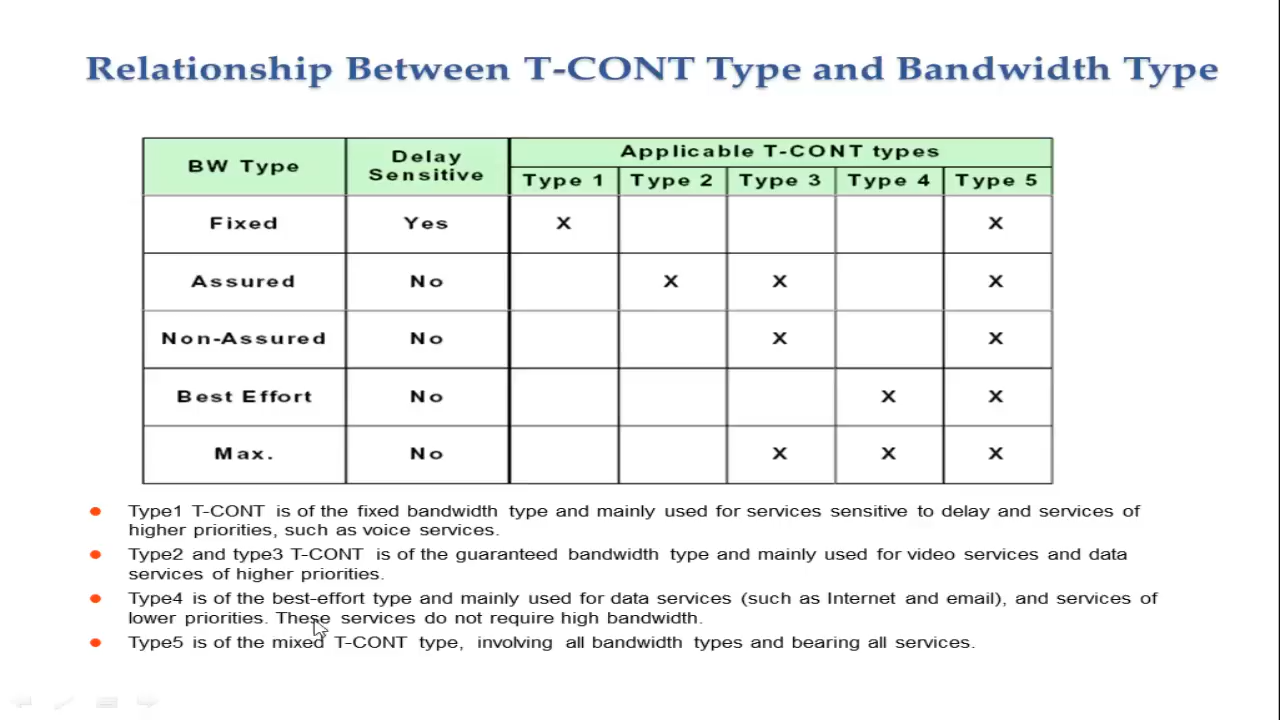 Relationship Between T-CONT Type and Bandwidth Type
BW Type
Delay Sensitive
Applicable T-CONT types
Type 1 Type 2 Type 3 Type 4 Type 5
Fixed Yes X X
Assured No X X X
Non-Assured No X X
Best Effort No X X
Max. No X X X
Type1 T-CONT is of the fixed bandwidth type and mainly used for services sensitive to delay and services of
higher priorities, such as voice services.
Type2 and type3 T-CONT is of the guaranteed bandwidth type and mainly used for video services and data
services of higher priorities.
Type4 is of the best-effort type and mainly used for data services (such as Internet and email), and services of
lower priorities. These services do not require high bandwidth.
Type5 is of the mixed T-CONT type, involving all bandwidth types and bearing all services.